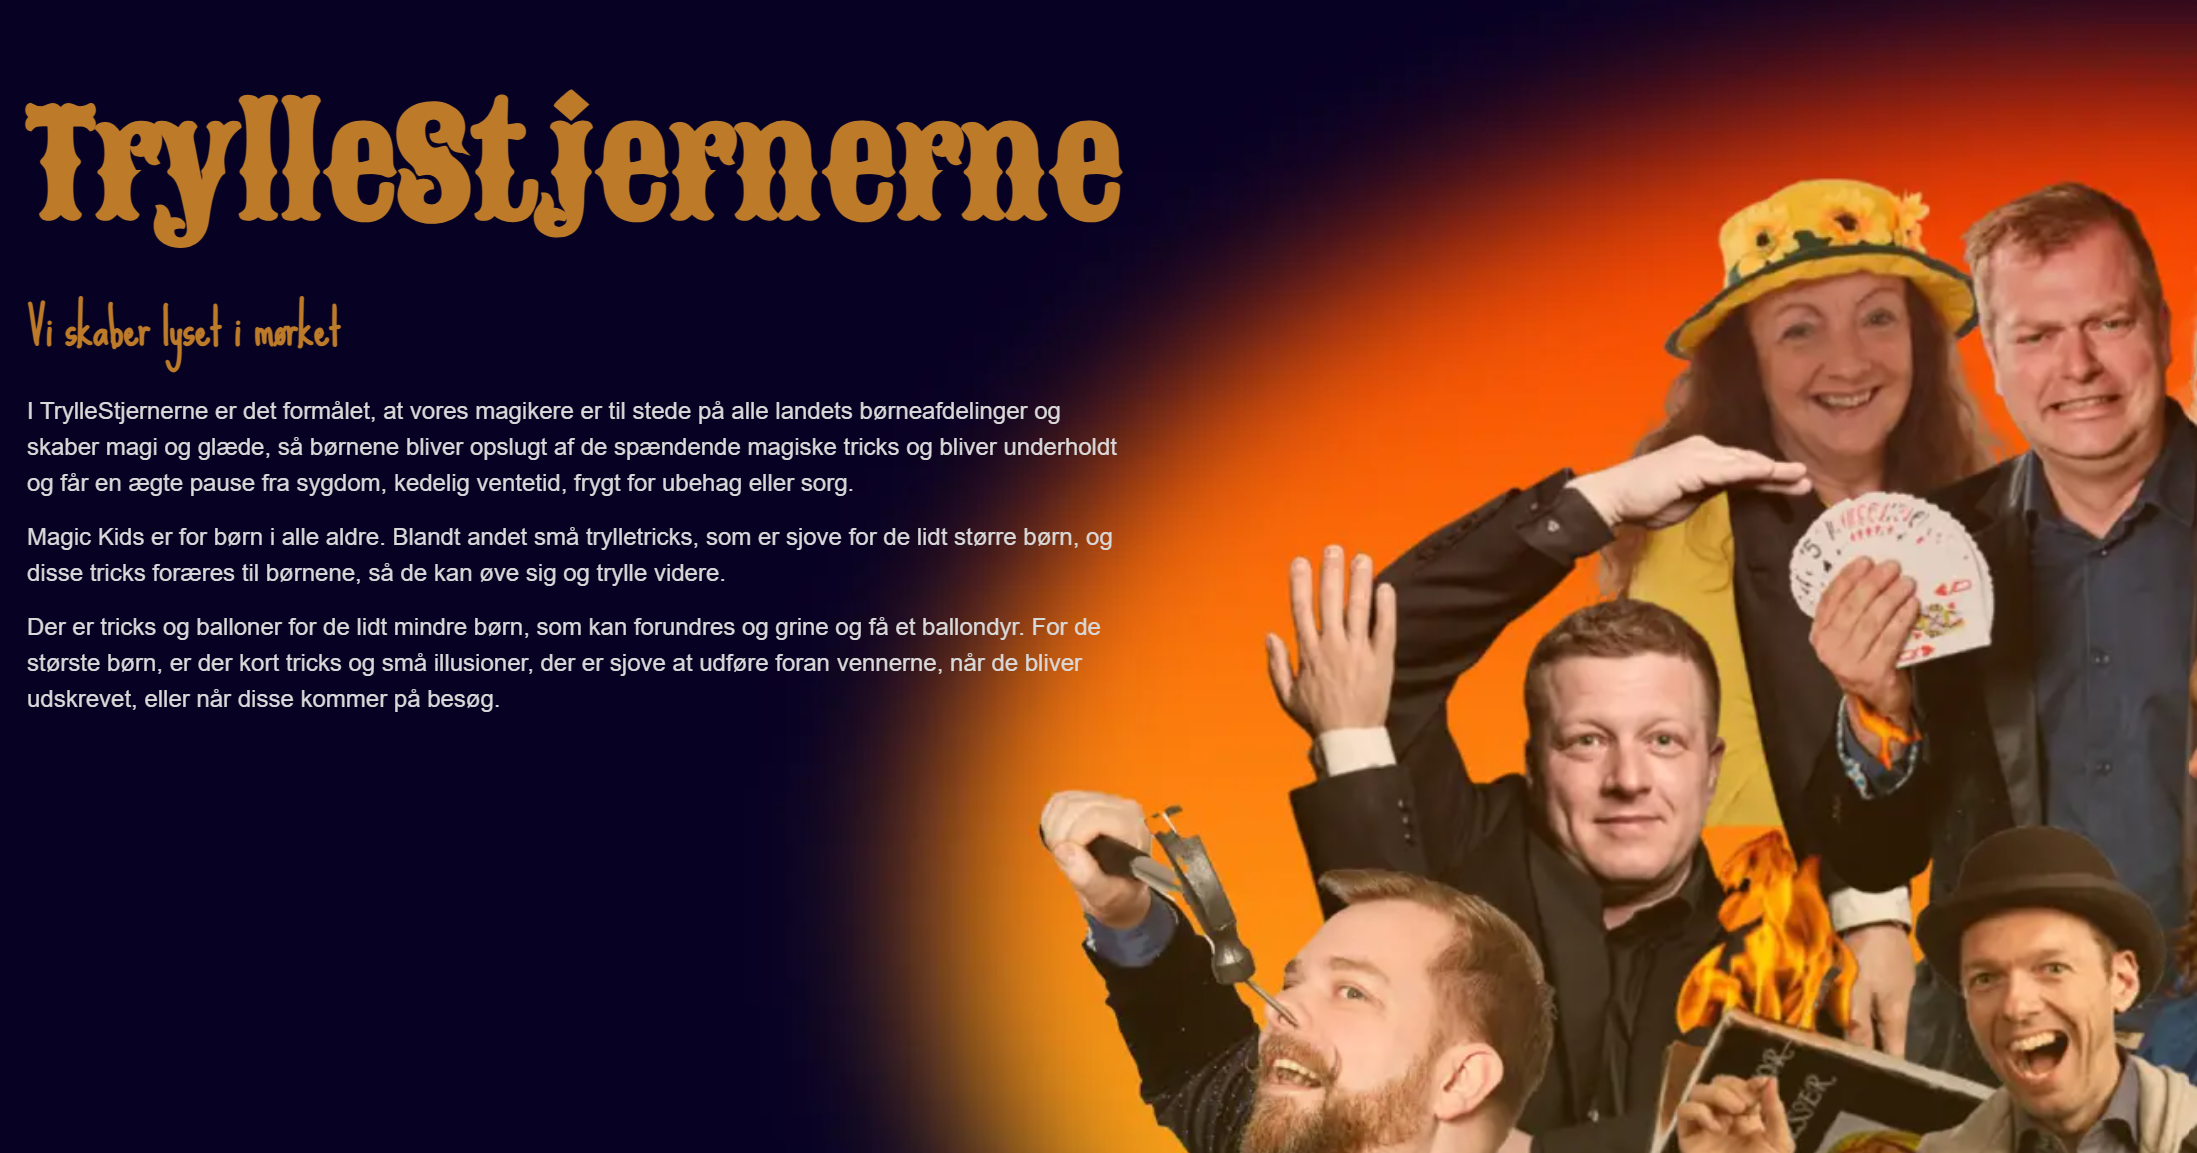 TrylleStjernerne
Vi skaber lyset i mørket
I TrylleStjernerne er det formålet, at vores magikere er til stede på alle landets børneafdelinger og
skaber magi og glæde, så børnene bliver opslugt af de spændende magiske tricks og bliver underholdt
og får en ægte pause fra sygdom, kedelig ventetid, frygt for ubehag eller sorg.
Magic Kids er for børn i alle aldre. Blandt andet små trylletricks, som er sjove for de lidt større børn, og
disse tricks foræres til børnene, så de kan øve sig og trylle videre.
Der er tricks og balloner for de lidt mindre børn, som kan forundres og grine og få et ballondyr. For de
største børn, er der kort tricks og små illusioner, der er sjove at udføre foran vennerne, når de bliver
udskrevet, eller når disse kommer på besøg.